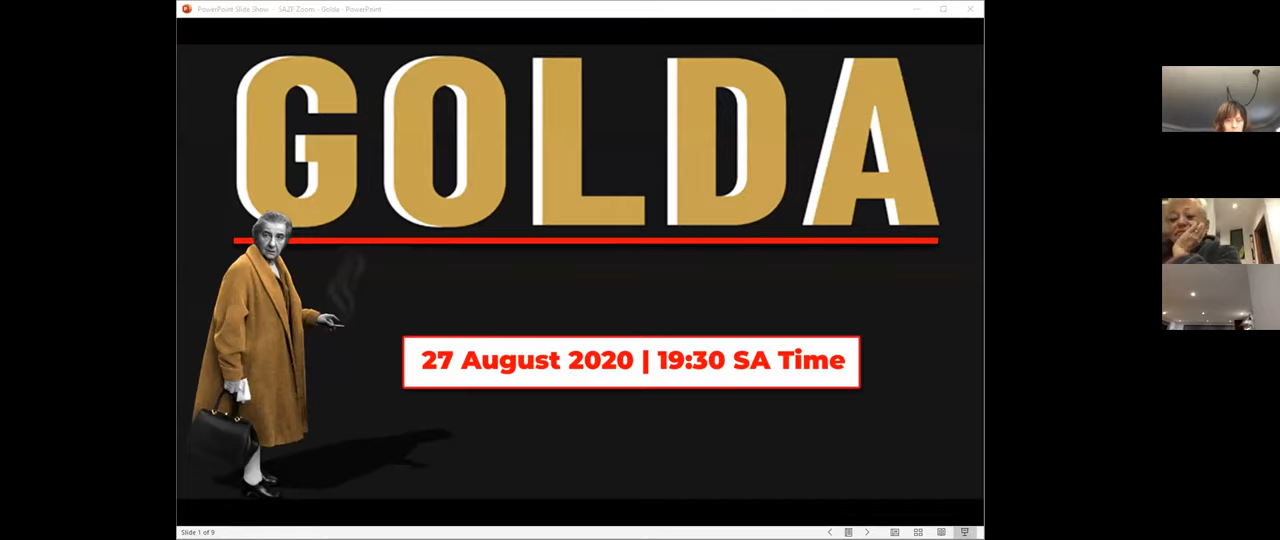 PowerPoint Slide Show - SAZF Zoom - Golda - PowerPoint
GOLDA
27 August 2020 | 19:30 SA Time
Slide 1 of 9